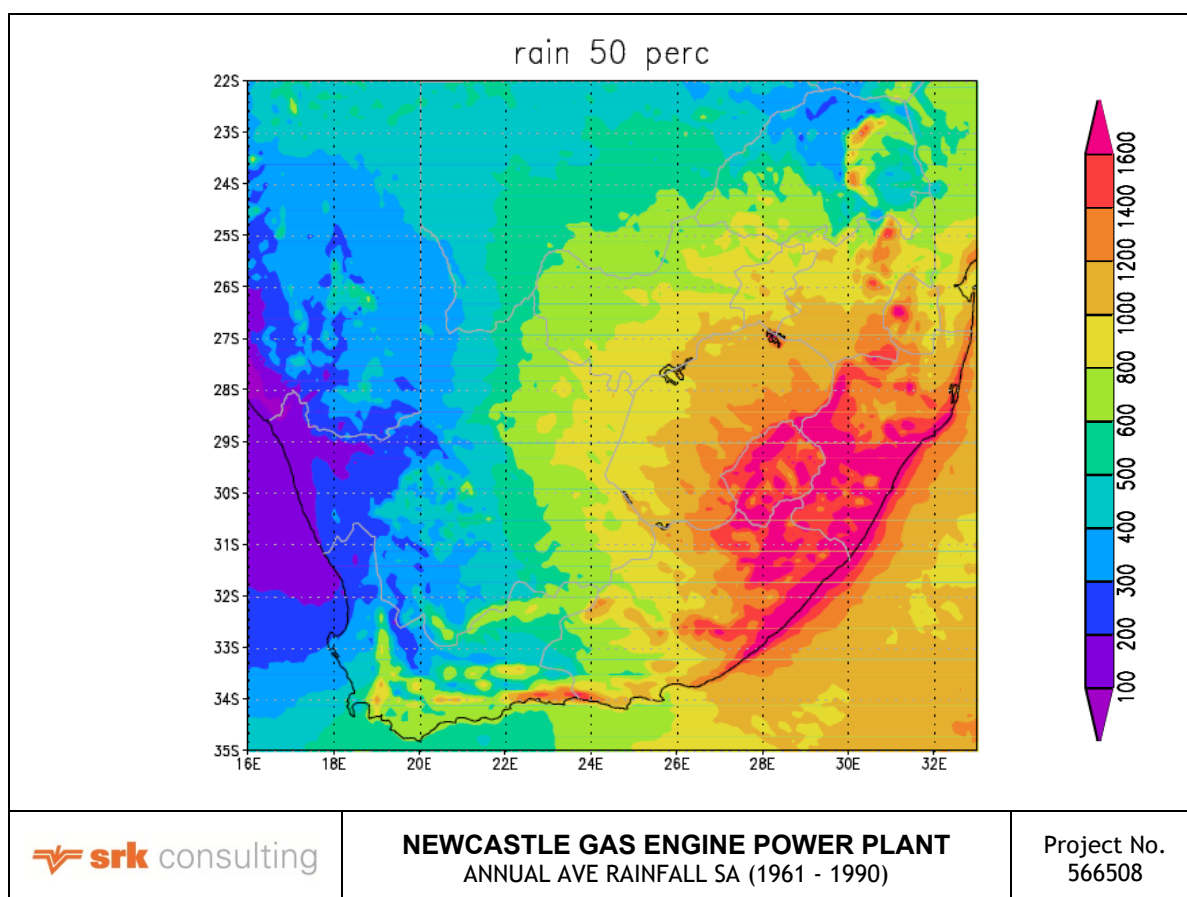 rain 50 perc
22S
23S
24S
25S
26S
27S
28S
29S
30S
31S
32S
33S
34S
35S
16E 18E 20E 22E 24E 26E 28E 30E 32E
1600
1400
1200
1000
800
600
500
400
300
200
100
srk consulting
NEWCASTLE GAS ENGINE POWER PLANT
ANNUAL AVE RAINFALL SA (1961 - 1990)
Project No.
566508